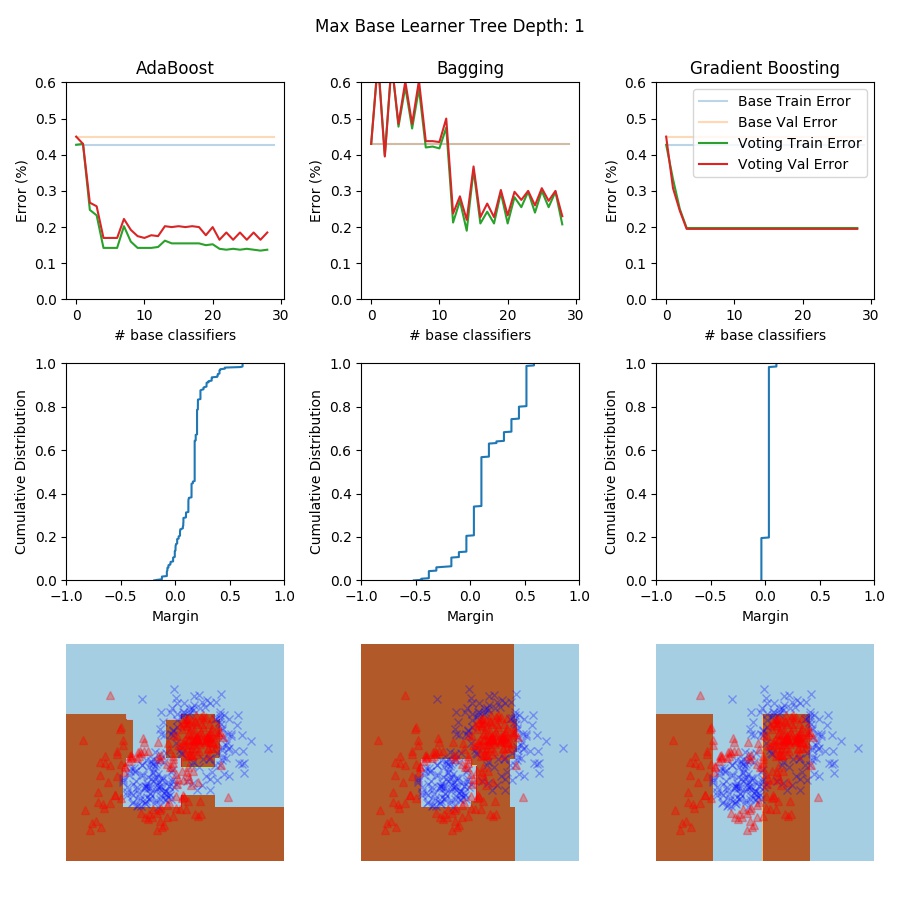 Max Base Learner Tree Depth: 1
AdaBoost
Bagging
Gradient Boosting
Error (%)
0.6
0.5
0.4
0.3
0.2
0.1
0.0
0 10 20 30
# base classifiers
Error (%)
0.6
0.5
0.4
0.3
0.2
0.1
0.0
0 10 20 30
# base classifiers
Error (%)
0.6
0.5
0.4
0.3
0.2
0.1
0.0
Base Train Error
Base Val Error
Voting Train Error
Voting Val Error
0 10 20 30
# base classifiers
Cumulative Distribution
1.0
0.8
0.6
0.4
0.2
0.0
−1.0 −0.5 0.0 0.5 1.0
Margin
Cumulative Distribution
1.0
0.8
0.6
0.4
0.2
0.0
−1.0 −0.5 0.0 0.5 1.0
Margin
Cumulative Distribution
1.0
0.8
0.6
0.4
0.2
0.0
−1.0 −0.5 0.0 0.5 1.0
Margin